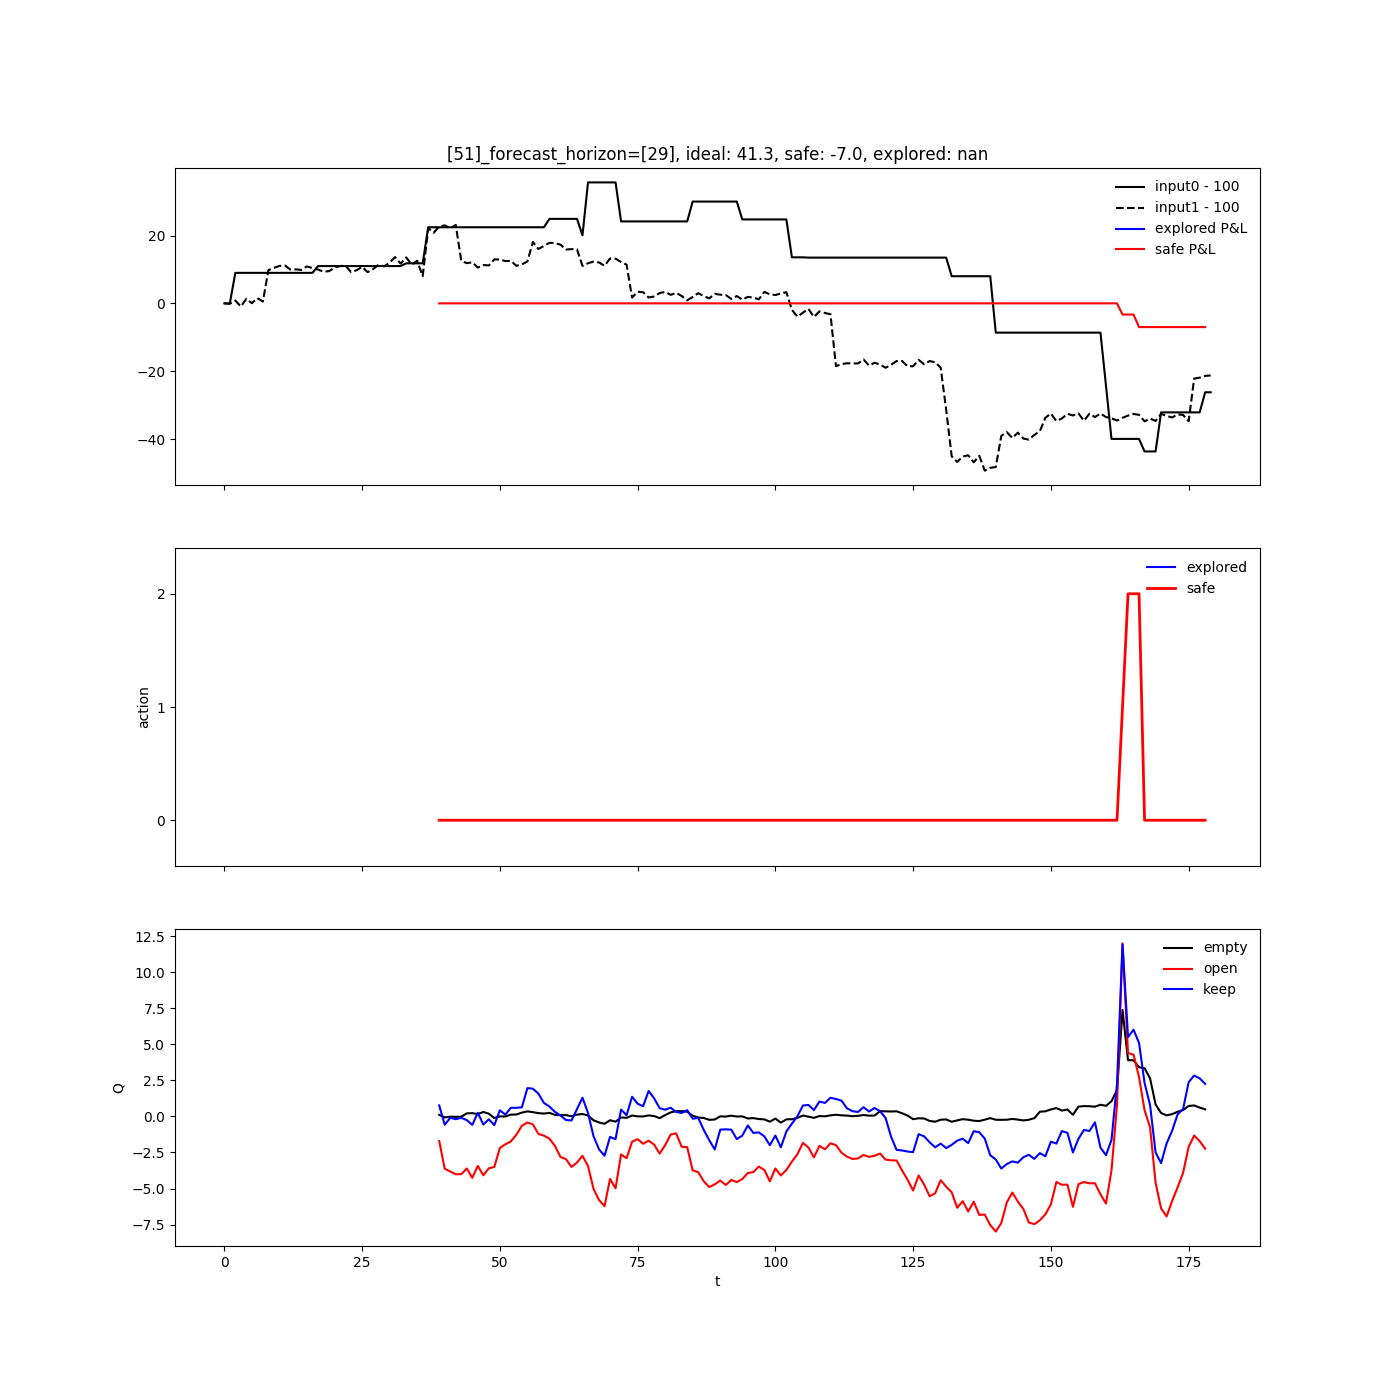 [51]_forecast_horizon=[29], ideal: 41.3, safe: -7.0, explored: nan
input0 - 100
input1 - 100
explored P&L
safe P&L
20
0
−20
−40
explored
safe
2
1
0
action
empty
open
keep
12.5
10.0
7.5
5.0
2.5
0.0
−2.5
−5.0
−7.5
Q
0 25 50 75 100 125 150 175
t